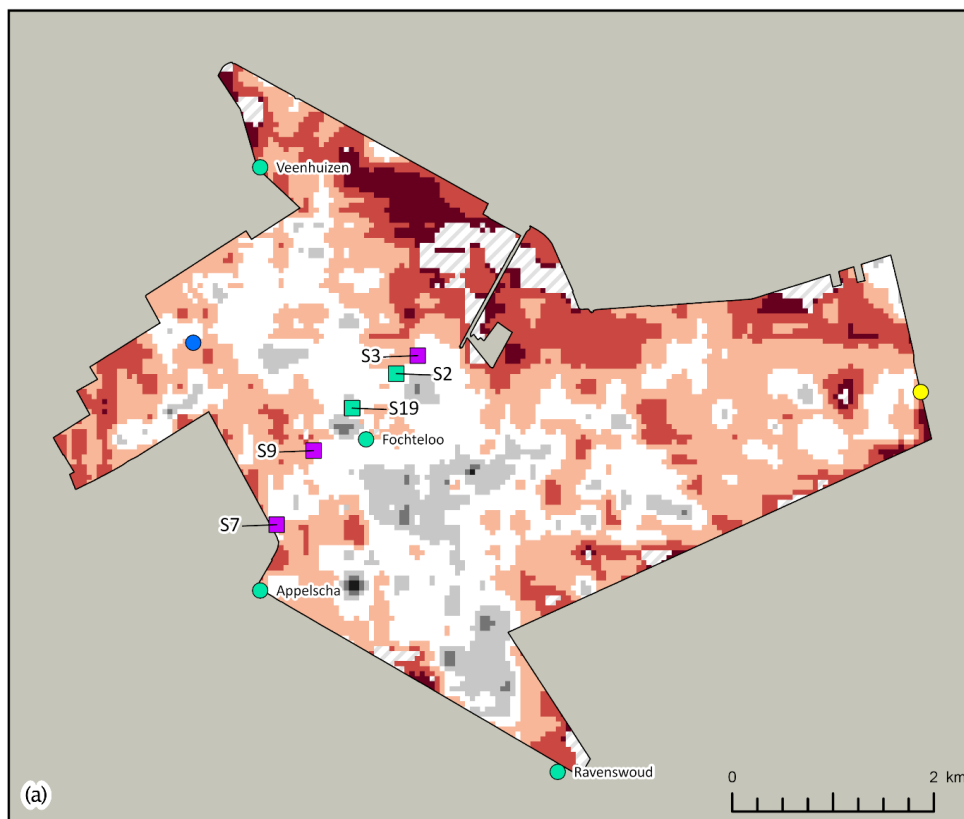 Veenhuizen
S3
S2
S19
Fochteloo
S9
S7
Appelscha
Ravenswoud
0 2 km
(a)